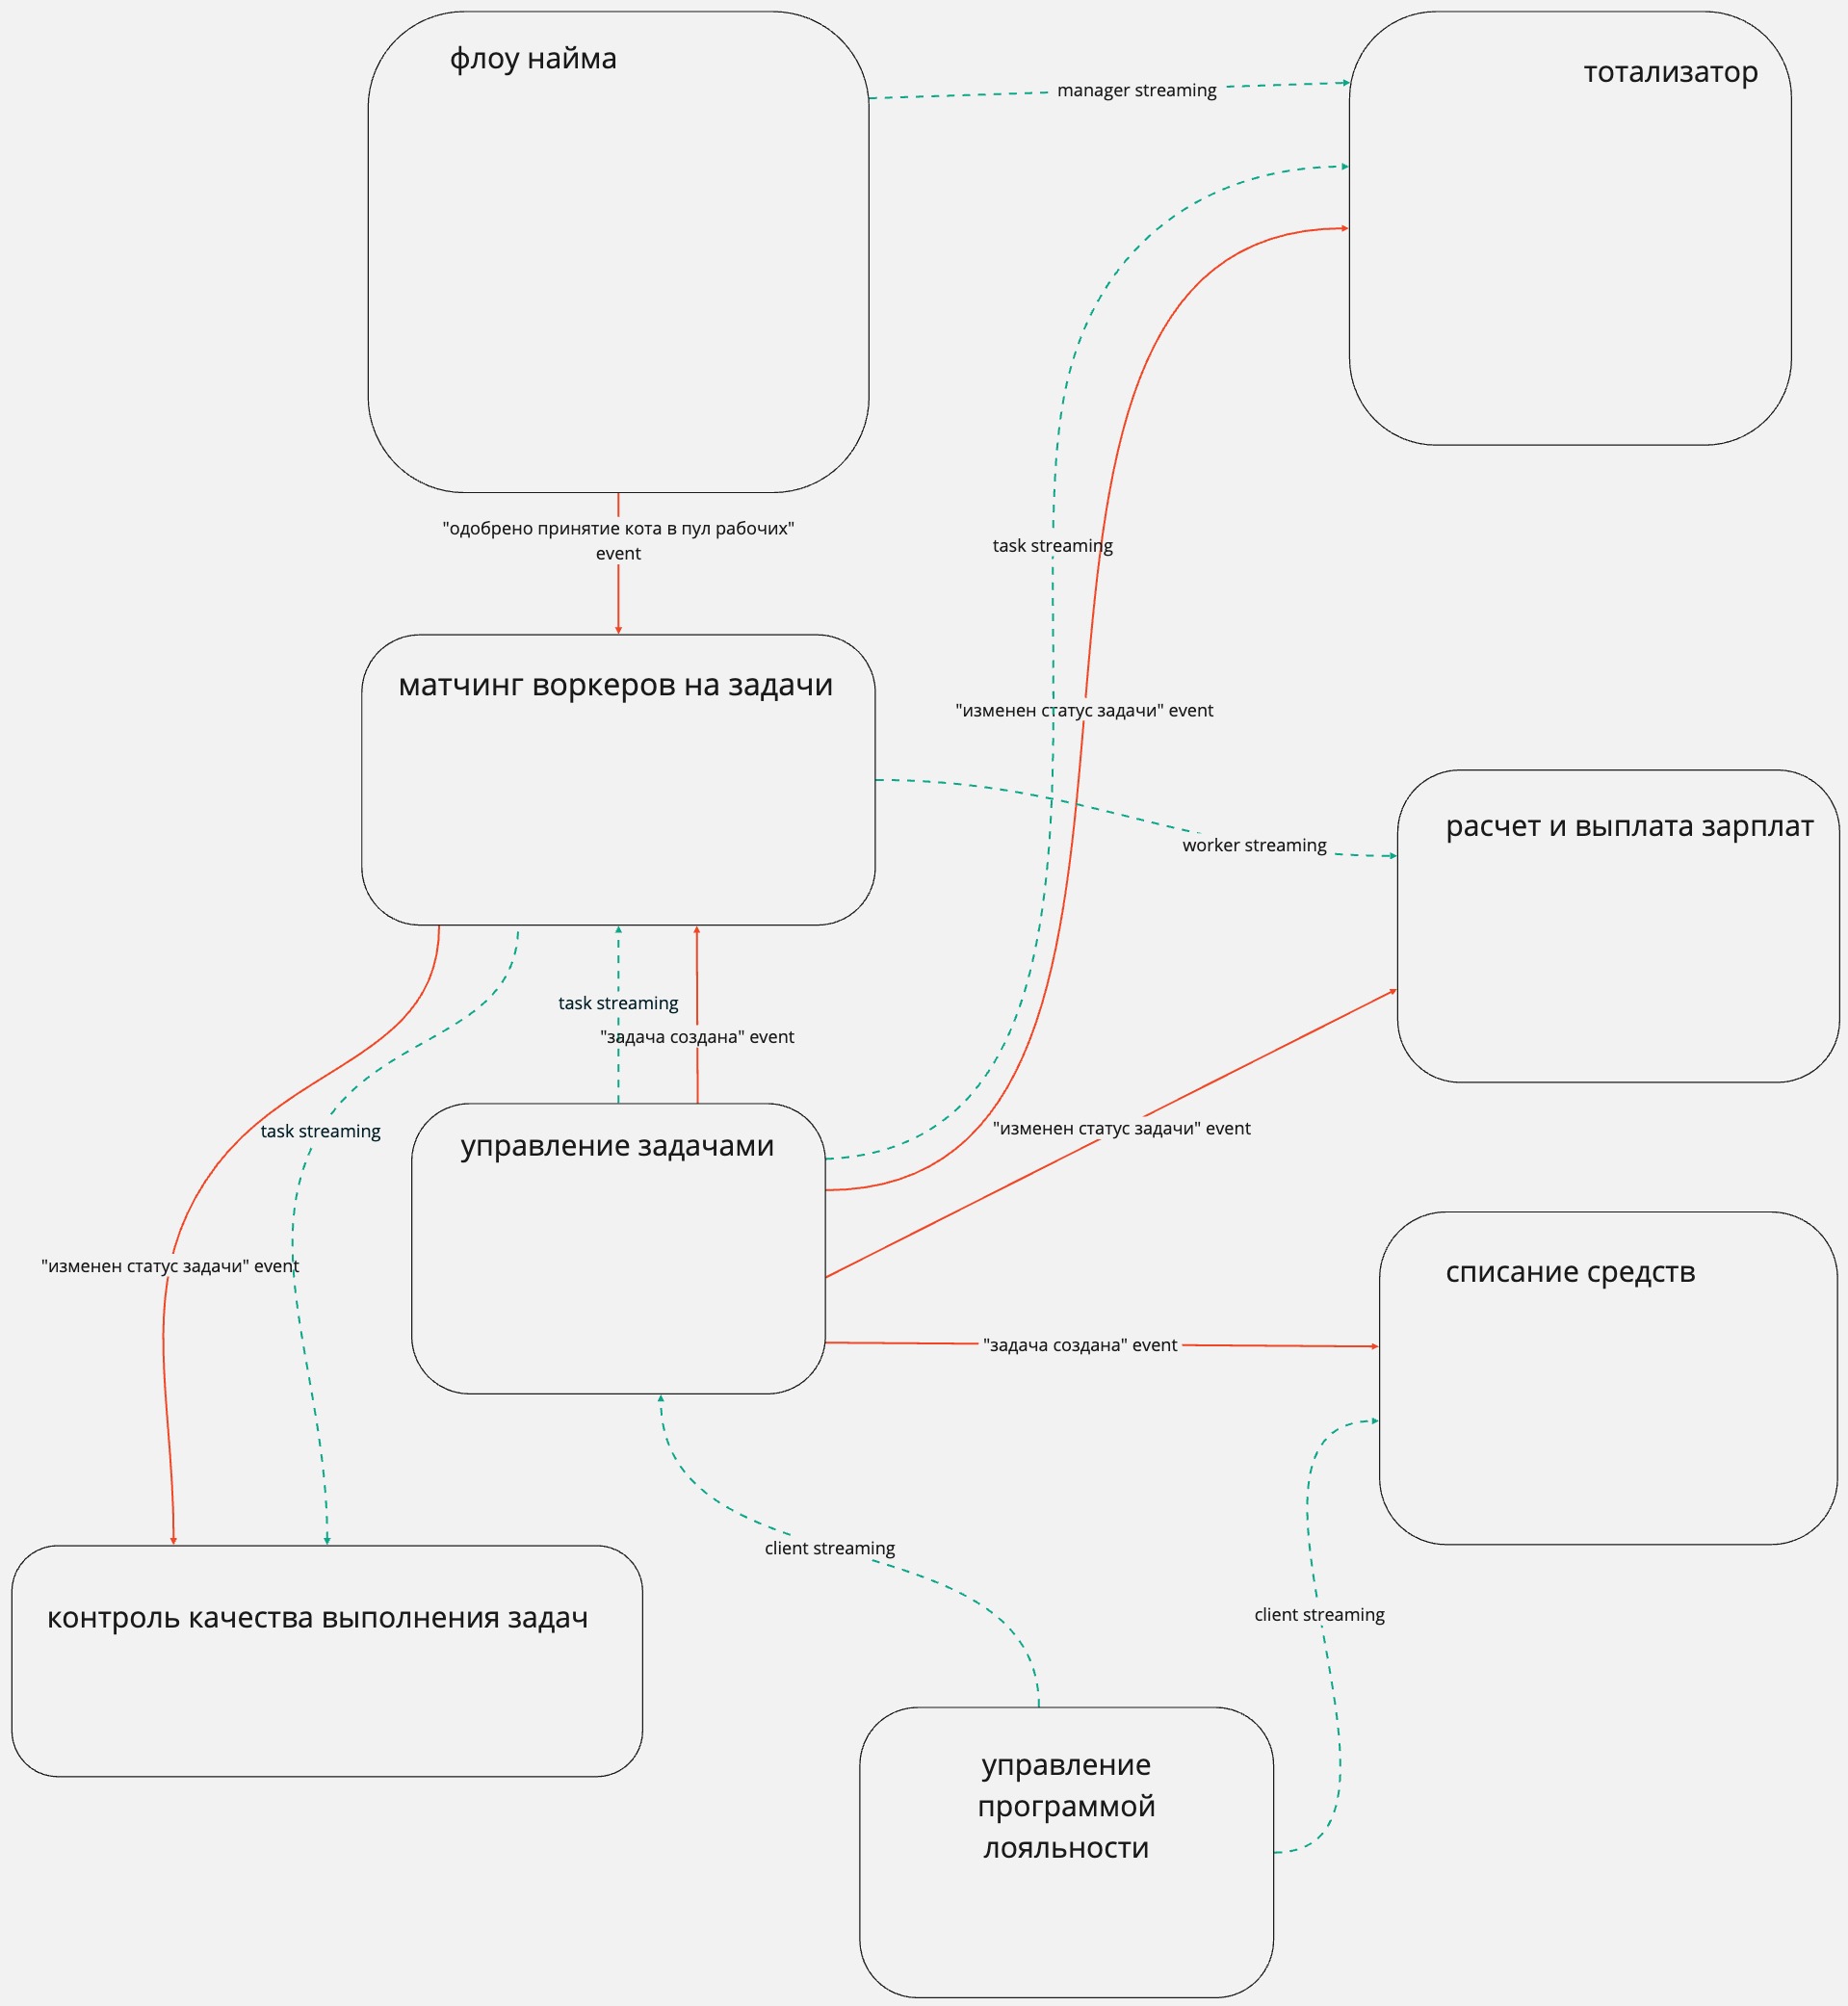 флоу найма
тотализатор
manager streaming
"одобрено принятие кота в пул рабочих"
event
task streaming
матчинг воркеров на задачи
"изменен статус задачи" event
расчет и выплата зарплат
worker streaming
task streaming
"задача создана" event
управление задачами
task streaming
"изменен статус задачи" event
"изменен статус задачи" event
списание средств
"задача создана" event
client streaming
контроль качества выполнения задач
client streaming
управление
программой
лояльности